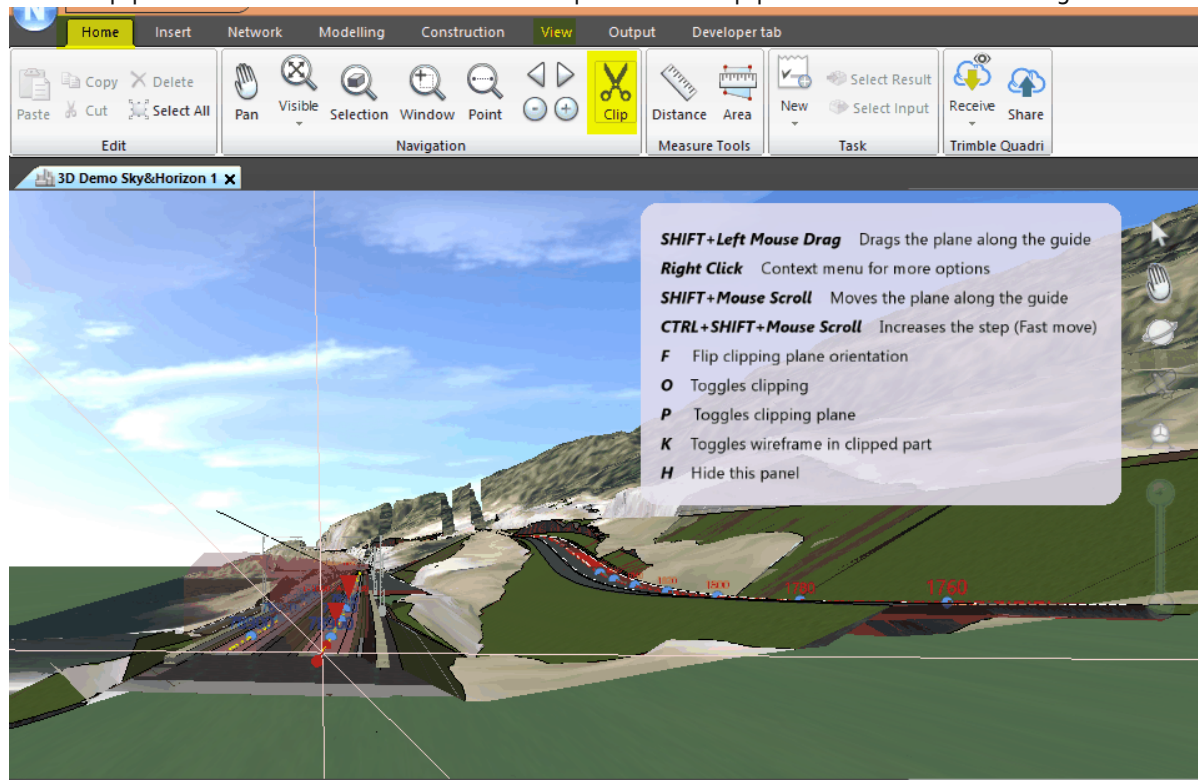 N
Home Insert Network Modelling Construction View Output Developer tab
Paste Copy Cut Delete Select All
Edit
Pan Visible Selection Window Point Clip
Navigation
Distance Area
Measure Tools
New Select Result Select Input
Task
Receive Share
Trimble Quadri
3D Demo Sky&Horizon 1
SHIFT+Left Mouse Drag Drags the plane along the guide
Right Click Context menu for more options
SHIFT+Mouse Scroll Moves the plane along the guide
CTRL+SHIFT+Mouse Scroll Increases the step (Fast move)
F Flip clipping plane orientation
O Toggles clipping
P Toggles clipping plane
K Toggles wireframe in clipped part
H Hide this panel
1800 1780 1760